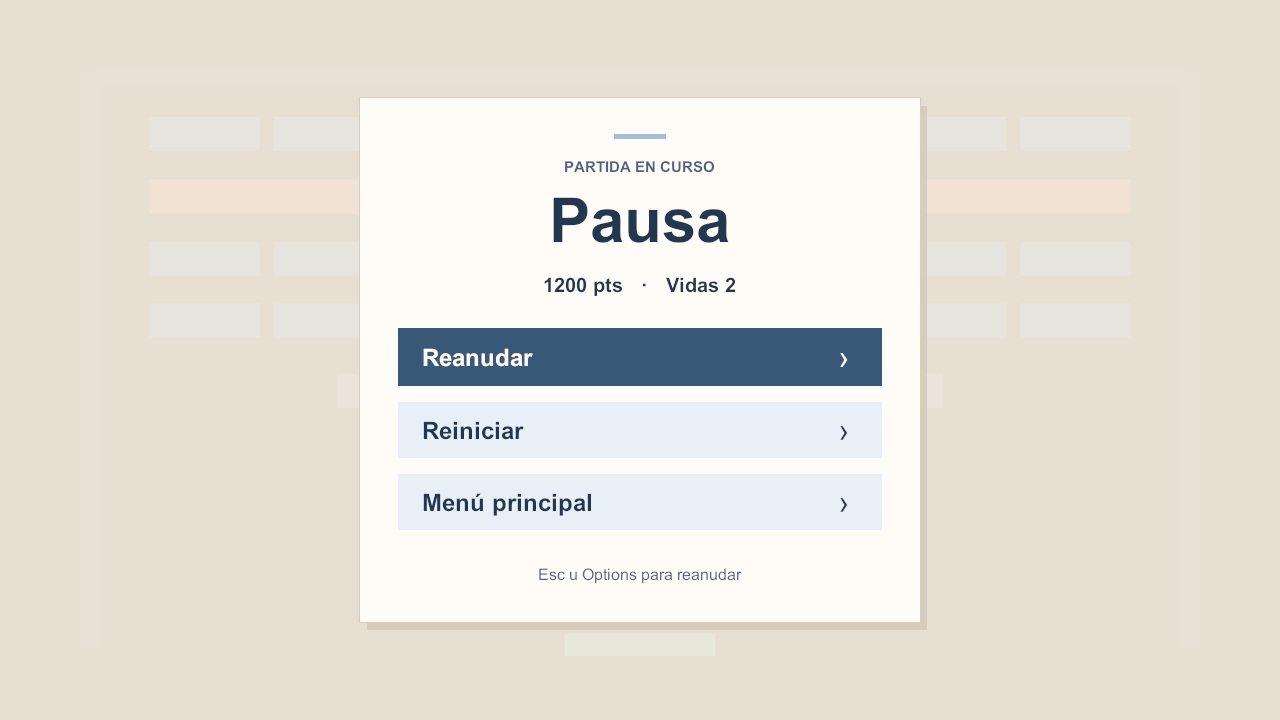 PARTIDA EN CURSO
Pausa
1200 pts · Vidas 2
Reanudar ›
Reiniciar ›
Menú principal ›
Esc u Options para reanudar